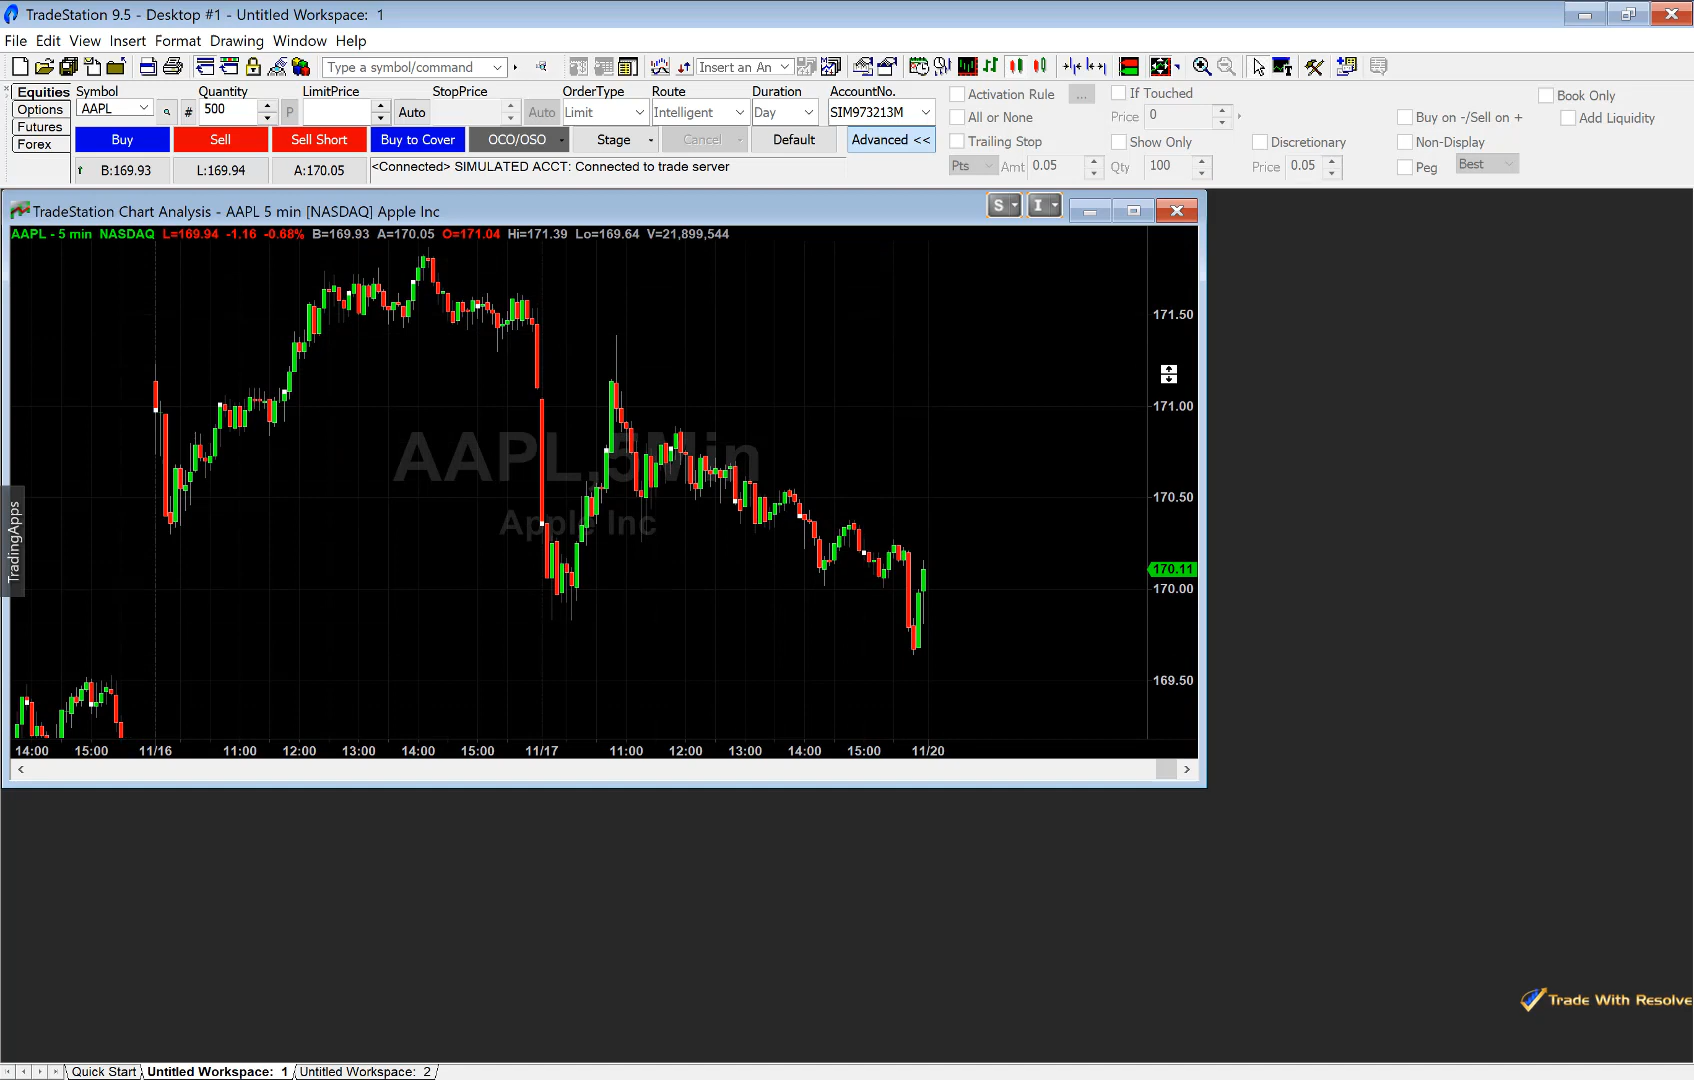 TradeStation 9.5 - Desktop #1 - Untitled Workspace: 1
File Edit View Insert Format Drawing Window Help
Type a symbol/command
Insert an An
Equities Symbol Quantity LimitPrice StopPrice OrderType Route Duration AccountNo.
Options AAPL # 500 P Auto Auto Limit Intelligent Day SIM973213M
Futures
Forex
Buy Sell Sell Short Buy to Cover OCO/OSO Stage Cancel Default Advanced <<
B:169.93 L:169.94 A:170.05 <Connected> SIMULATED ACCT: Connected to trade server
Activation Rule ... If Touched Book Only
All or None Price 0 Buy on -/Sell on + Add Liquidity
Trailing Stop Show Only Discretionary Non-Display
Pts Amt 0.05 Qty 100 Price 0.05 Peg Best
TradeStation Chart Analysis - AAPL 5 min [NASDAQ] Apple Inc
S I
AAPL - 5 min NASDAQ L=169.94 -1.16 -0.68% B=169.93 A=170.05 O=171.04 Hi=171.39 Lo=169.64 V=21,899,544
171.50
171.00
AAPL,5Min
170.50
Apple Inc
170.11
170.00
169.50
TradingApps
14:00 15:00 11/16 11:00 12:00 13:00 14:00 15:00 11/17 11:00 12:00 13:00 14:00 15:00 11/20
Trade With Resolve
Quick Start Untitled Workspace: 1 Untitled Workspace: 2